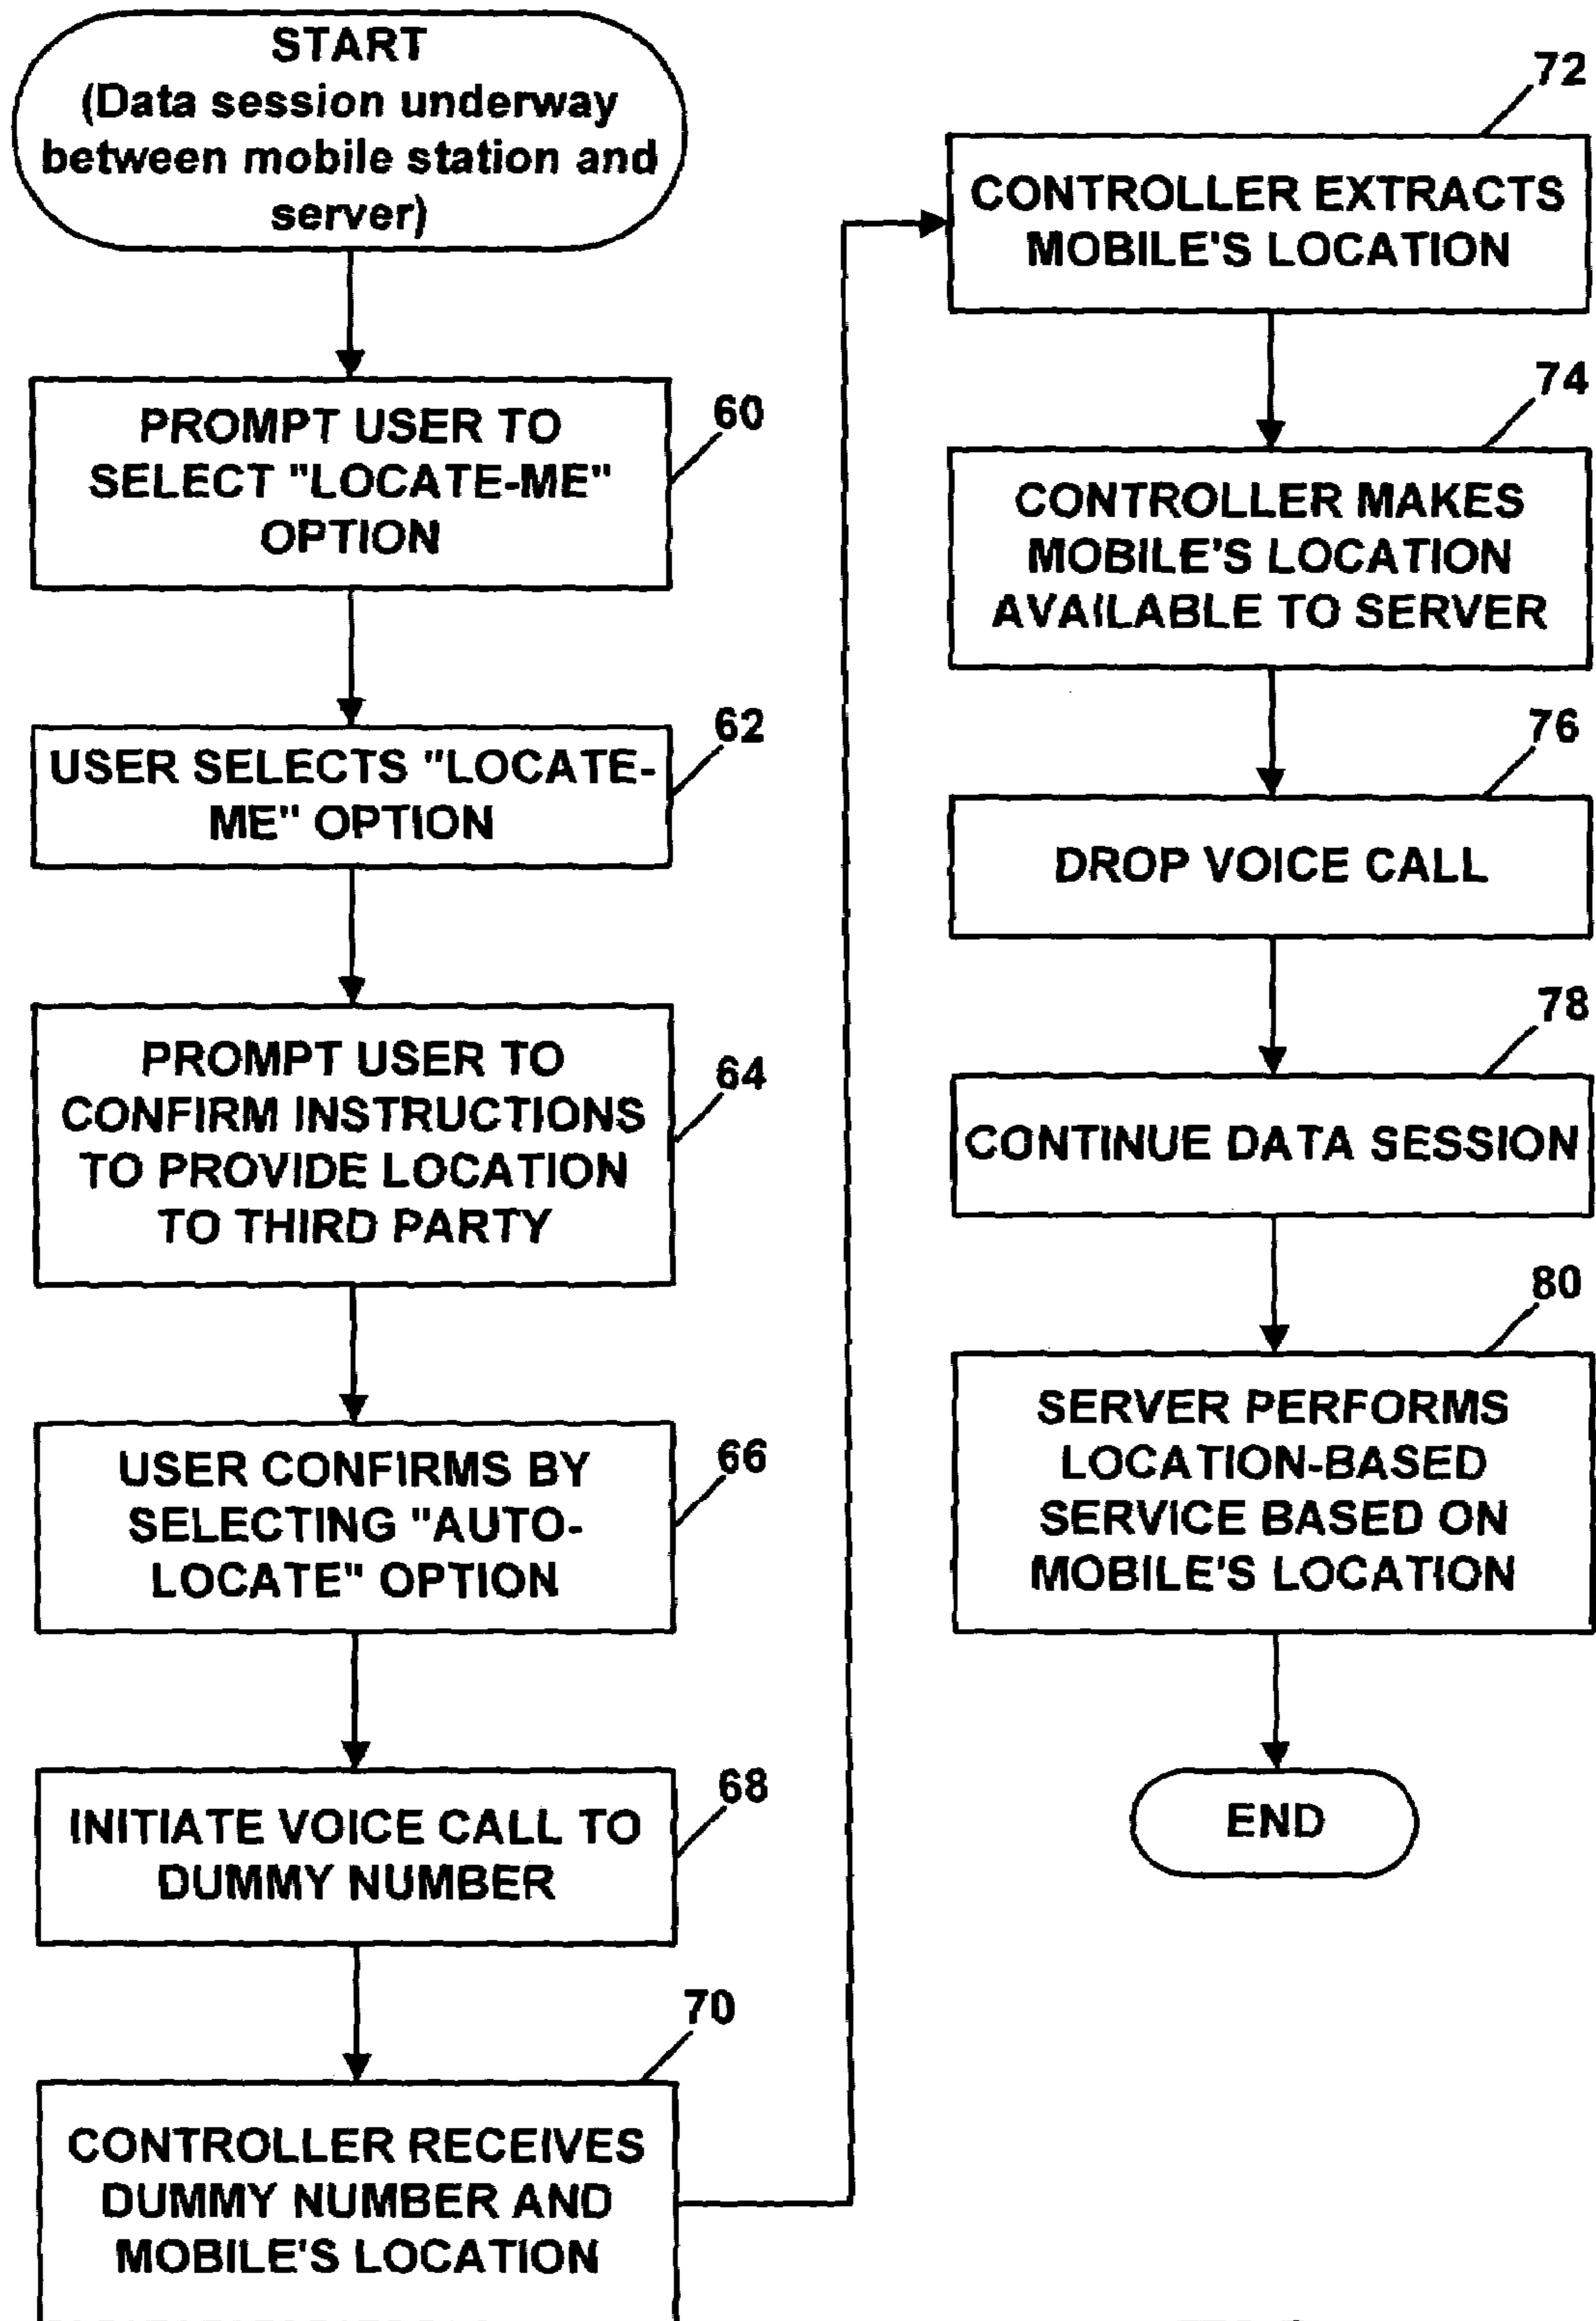 START
(Data session underway
between mobile station and
server)
60
PROMPT USER TO
SELECT "LOCATE-ME"
OPTION
62
USER SELECTS "LOCATE-
ME" OPTION
64
PROMPT USER TO
CONFIRM INSTRUCTIONS
TO PROVIDE LOCATION
TO THIRD PARTY
66
USER CONFIRMS BY
SELECTING "AUTO-
LOCATE" OPTION
68
INITIATE VOICE CALL TO
DUMMY NUMBER
70
CONTROLLER RECEIVES
DUMMY NUMBER AND
MOBILE'S LOCATION
72
CONTROLLER EXTRACTS
MOBILE'S LOCATION
74
CONTROLLER MAKES
MOBILE'S LOCATION
AVAILABLE TO SERVER
76
DROP VOICE CALL
78
CONTINUE DATA SESSION
80
SERVER PERFORMS
LOCATION-BASED
SERVICE BASED ON
MOBILE'S LOCATION
END